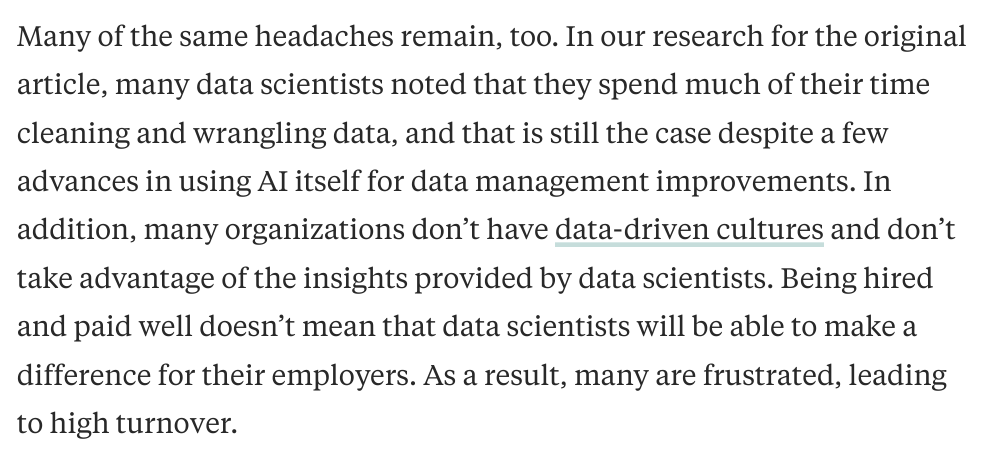 Many of the same headaches remain, too. In our research for the original
article, many data scientists noted that they spend much of their time
cleaning and wrangling data, and that is still the case despite a few
advances in using AI itself for data management improvements. In
addition, many organizations don’t have data-driven cultures and don’t
take advantage of the insights provided by data scientists. Being hired
and paid well doesn’t mean that data scientists will be able to make a
difference for their employers. As a result, many are frustrated, leading
to high turnover.